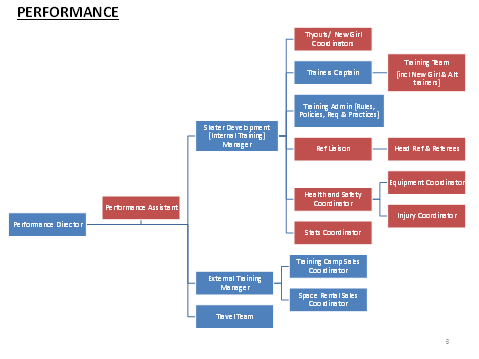 PERFORMANCE
Tryouts/ New Girl
Coordinators
Trainers Captain
Training Team
(incl New Girl & Alt
trainers)
Training Admin (Rules,
Policies, Req & Practices)
Skater Development
(Internal Training)
Manager
Ref Liaison
Head Ref & Referees
Equipment Coordinator
Health and Safety
Coordinator
Performance Assistant
Injury Coordinator
Performance Director
Stats Coordinator
Training Camp Sales
Coordinator
External Training
Manager
Space Rental Sales
Coordinator
Travel Team
6